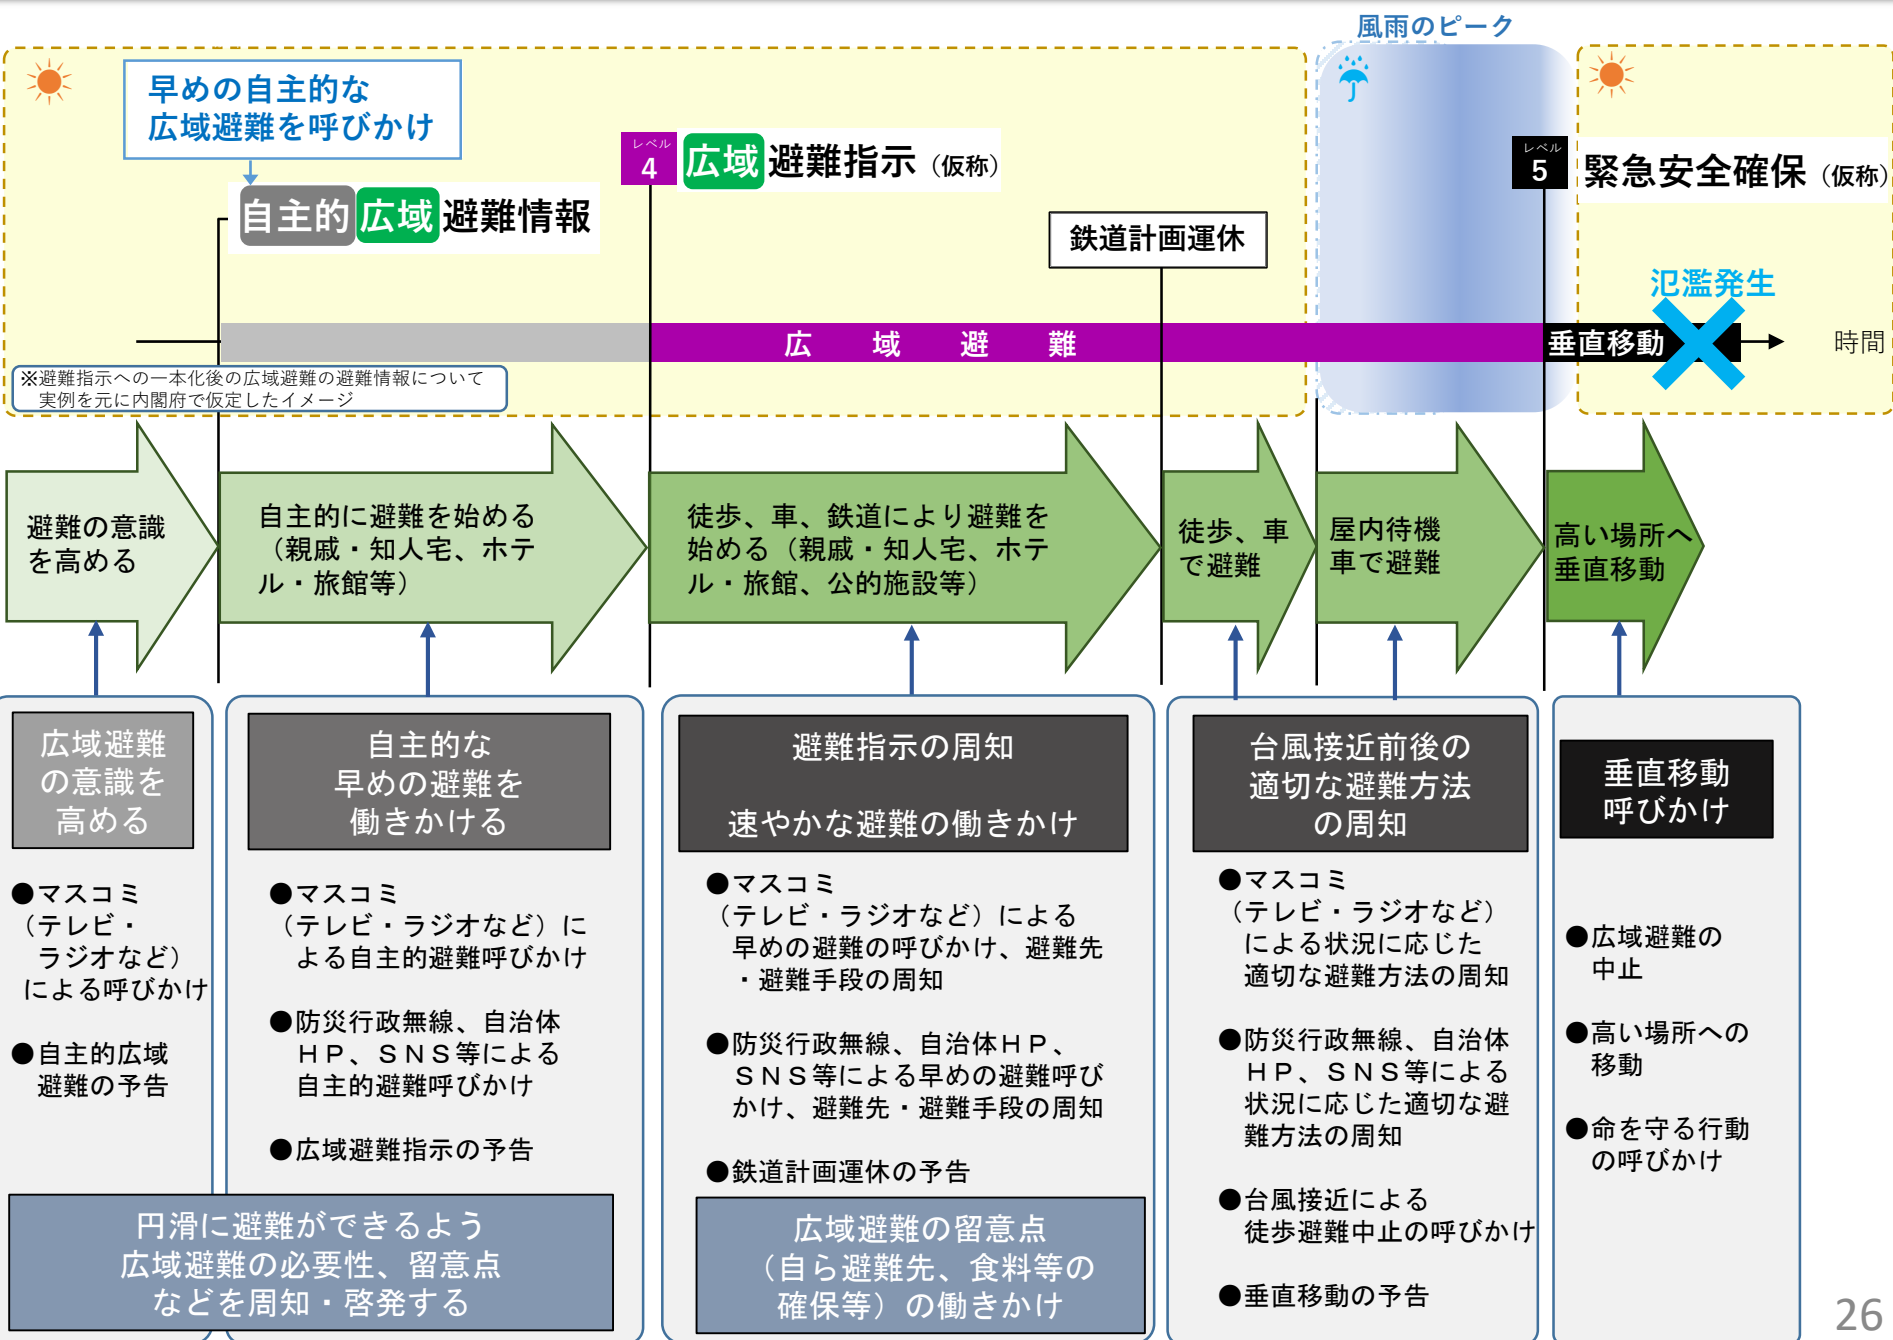 風雨のピーク
早めの自主的な
広域避難を呼びかけ
自主的 広域 避難情報
レベル
4
広域 避難指示（仮称）
鉄道計画運休
レベル
5
緊急安全確保（仮称）
氾濫発生
広域避難
垂直移動
時間
※避難指示への一本化後の広域避難の避難情報について
実例を元に内閣府で仮定したイメージ
避難の意識
を高める
自主的に避難を始める
（親戚・知人宅、ホテ
ル・旅館等）
徒歩、車、鉄道により避難を
始める（親戚・知人宅、ホテ
ル・旅館、公的施設等）
徒歩、車
で避難
屋内待機
車で避難
高い場所へ
垂直移動
広域避難
の意識を
高める
●マスコミ
（テレビ・
ラジオなど）
による呼びかけ
●自主的広域
避難の予告
自主的な
早めの避難を
働きかける
●マスコミ
（テレビ・ラジオなど）に
よる自主的避難呼びかけ
●防災行政無線、自治体
ＨＰ、ＳＮＳ等による
自主的避難呼びかけ
●広域避難指示の予告
円滑に避難ができるよう
広域避難の必要性、留意点
などを周知・啓発する
避難指示の周知
速やかな避難の働きかけ
●マスコミ
（テレビ・ラジオなど）による
早めの避難の呼びかけ、避難先
・避難手段の周知
●防災行政無線、自治体ＨＰ、
ＳＮＳ等による早めの避難呼び
かけ、避難先・避難手段の周知
●鉄道計画運休の予告
広域避難の留意点
（自ら避難先、食料等の
確保等）の働きかけ
台風接近前後の
適切な避難方法
の周知
●マスコミ
（テレビ・ラジオなど）
による状況に応じた
適切な避難方法の周知
●防災行政無線、自治体
ＨＰ、ＳＮＳ等による
状況に応じた適切な避
難方法の周知
●台風接近による
徒歩避難中止の呼びかけ
●垂直移動の予告
垂直移動
呼びかけ
●広域避難の
中止
●高い場所への
移動
●命を守る行動
の呼びかけ
26